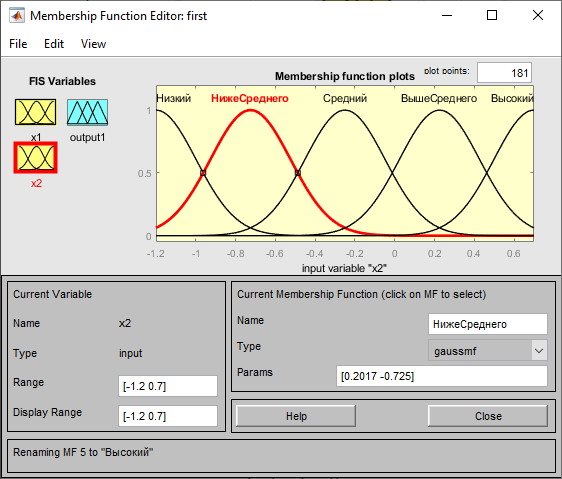 Membership Function Editor: first
File Edit View
FIS Variables
x1
output1
x2
Membership function plots
plot points:
181
Низкий
НижеСреднего
Средний
ВышеСреднего
Высокий
1
0.5
0
-1.2 -1 -0.8 -0.6 -0.4 -0.2 0 0.2 0.4 0.6
input variable "x2"
Current Variable
Name x2
Type input
Range [-1.2 0.7]
Display Range [-1.2 0.7]
Current Membership Function (click on MF to select)
Name НижеСреднего
Type gaussmf
Params [0.2017 -0.725]
Help Close
Renaming MF 5 to "Высокий"